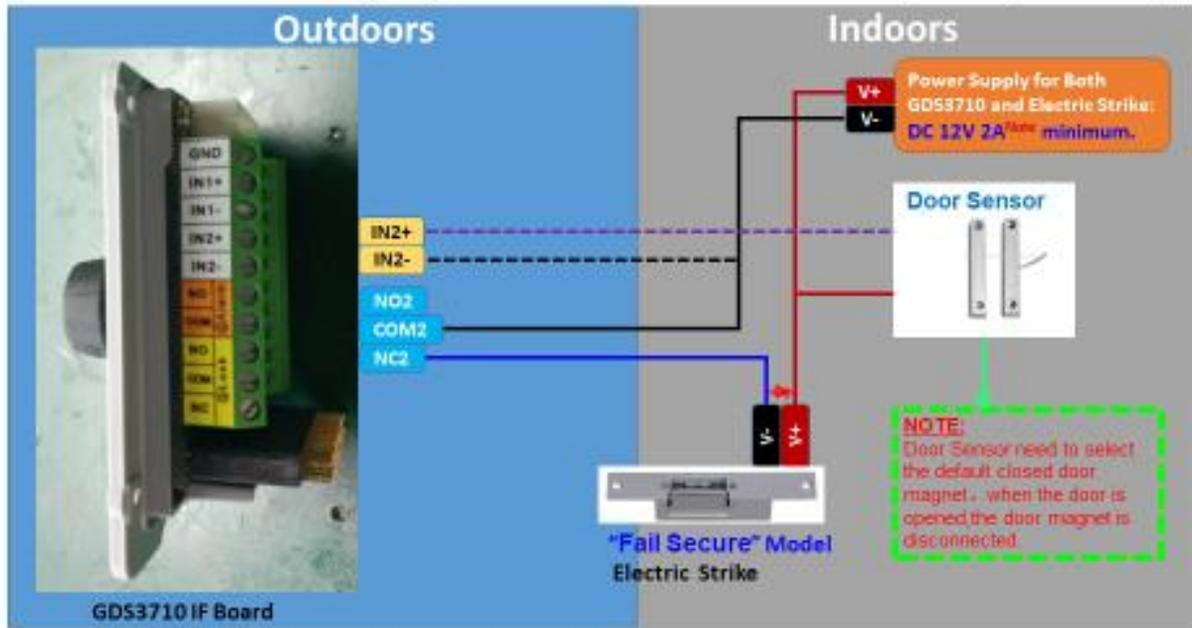 Outdoors
Indoors
V+
V-
Power Supply for Both
GDS3710 and Electric Strike:
DC 12V 2A Note minimum.
GND
IN1+
IN1-
IN2+
IN2-
NO
COM
NO
COM
NC
IN2+
IN2-
NO2
COM2
NC2
Door Sensor
V-
V+
NOTE:
Door Sensor need to select
the default closed door
magnet, when the door is
opened,the door magnet is
disconnected
"Fail Secure" Model
Electric Strike
GDS3710 IF Board